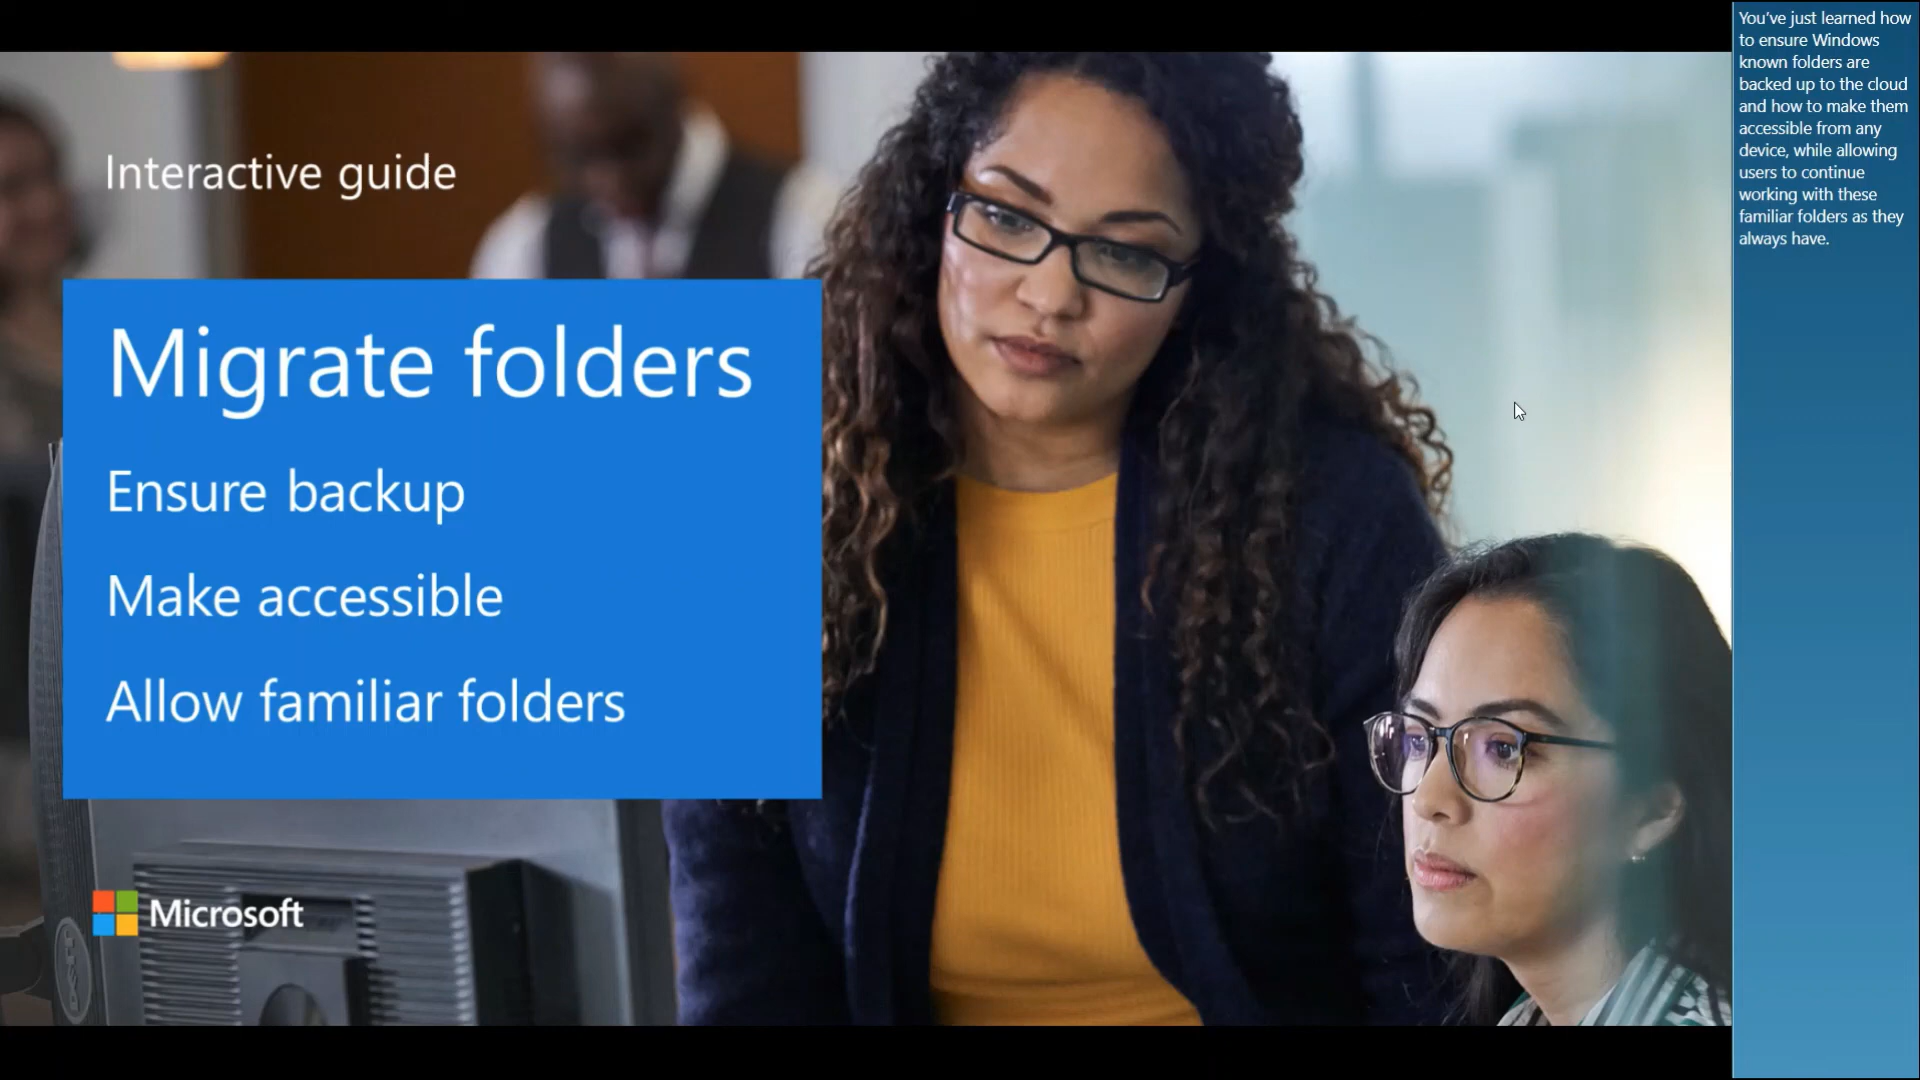 Interactive guide
Migrate folders
Ensure backup
Make accessible
Allow familiar folders
Microsoft
DELL
You've just learned how
to ensure Windows
known folders are
backed up to the cloud
and how to make them
accessible from any
device, while allowing
users to continue
working with these
familiar folders as they
always have.